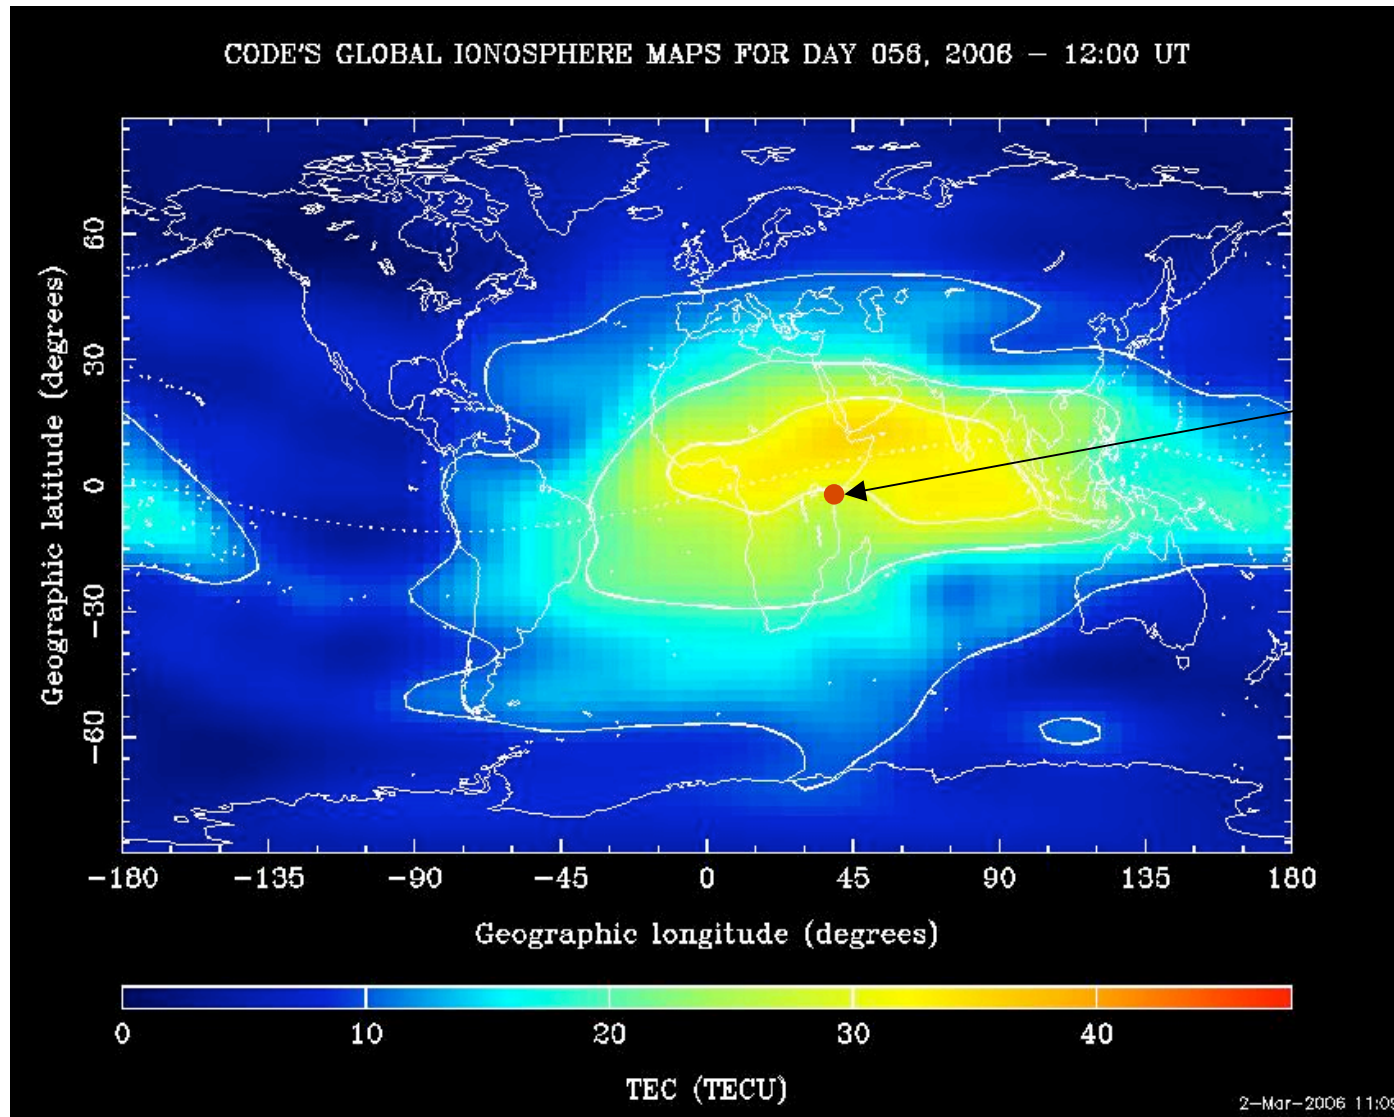 CODE'S GLOBAL IONOSPHERE MAPS FOR DAY 056, 2006 – 12:00 UT
Geographic latitude (degrees)
60
30
0
−30
−60
−180 −135 −90 −45 0 45 90 135 180
Geographic longitude (degrees)
0 10 20 30 40
TEC (TECU)
2-Mar-2006 11:09